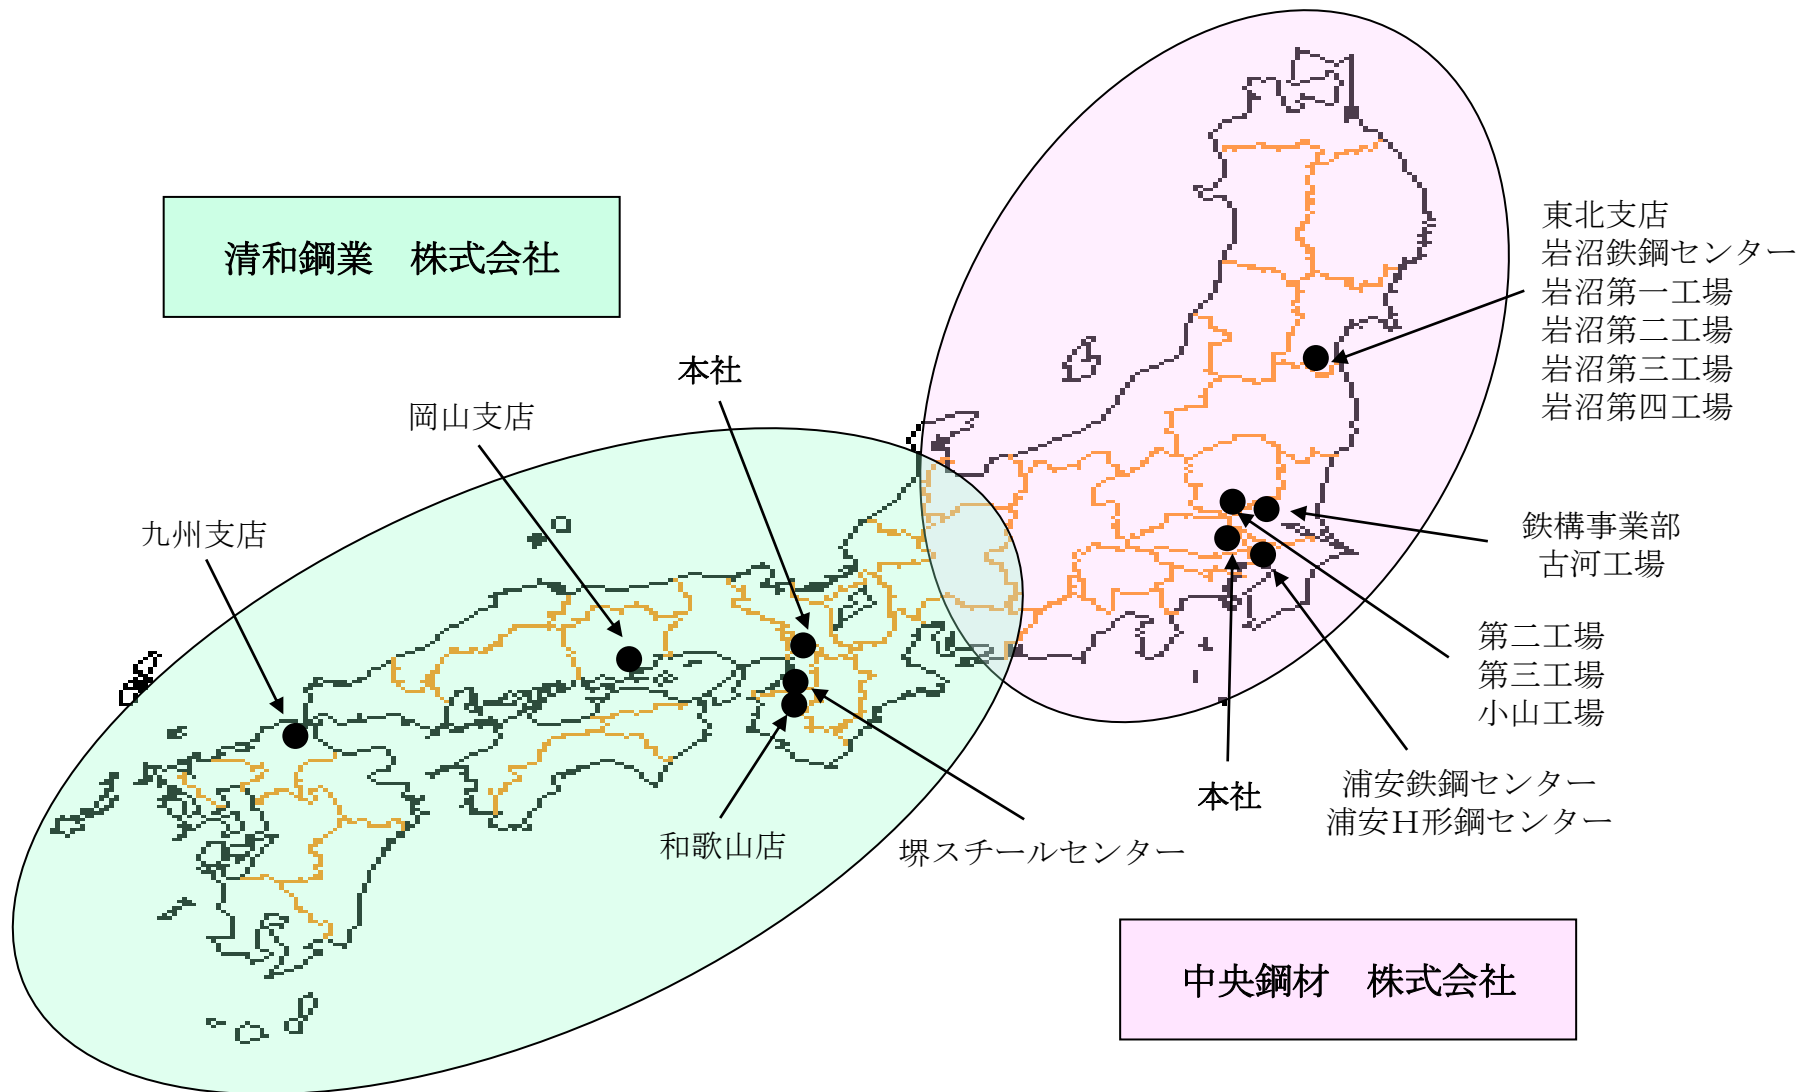 清和鋼業　株式会社
本社
岡山支店
九州支店
和歌山店
堺スチールセンター
東北支店
岩沼鉄鋼センター
岩沼第一工場
岩沼第二工場
岩沼第三工場
岩沼第四工場
鉄構事業部
古河工場
第二工場
第三工場
小山工場
本社
浦安鉄鋼センター
浦安Ｈ形鋼センター
中央鋼材　株式会社